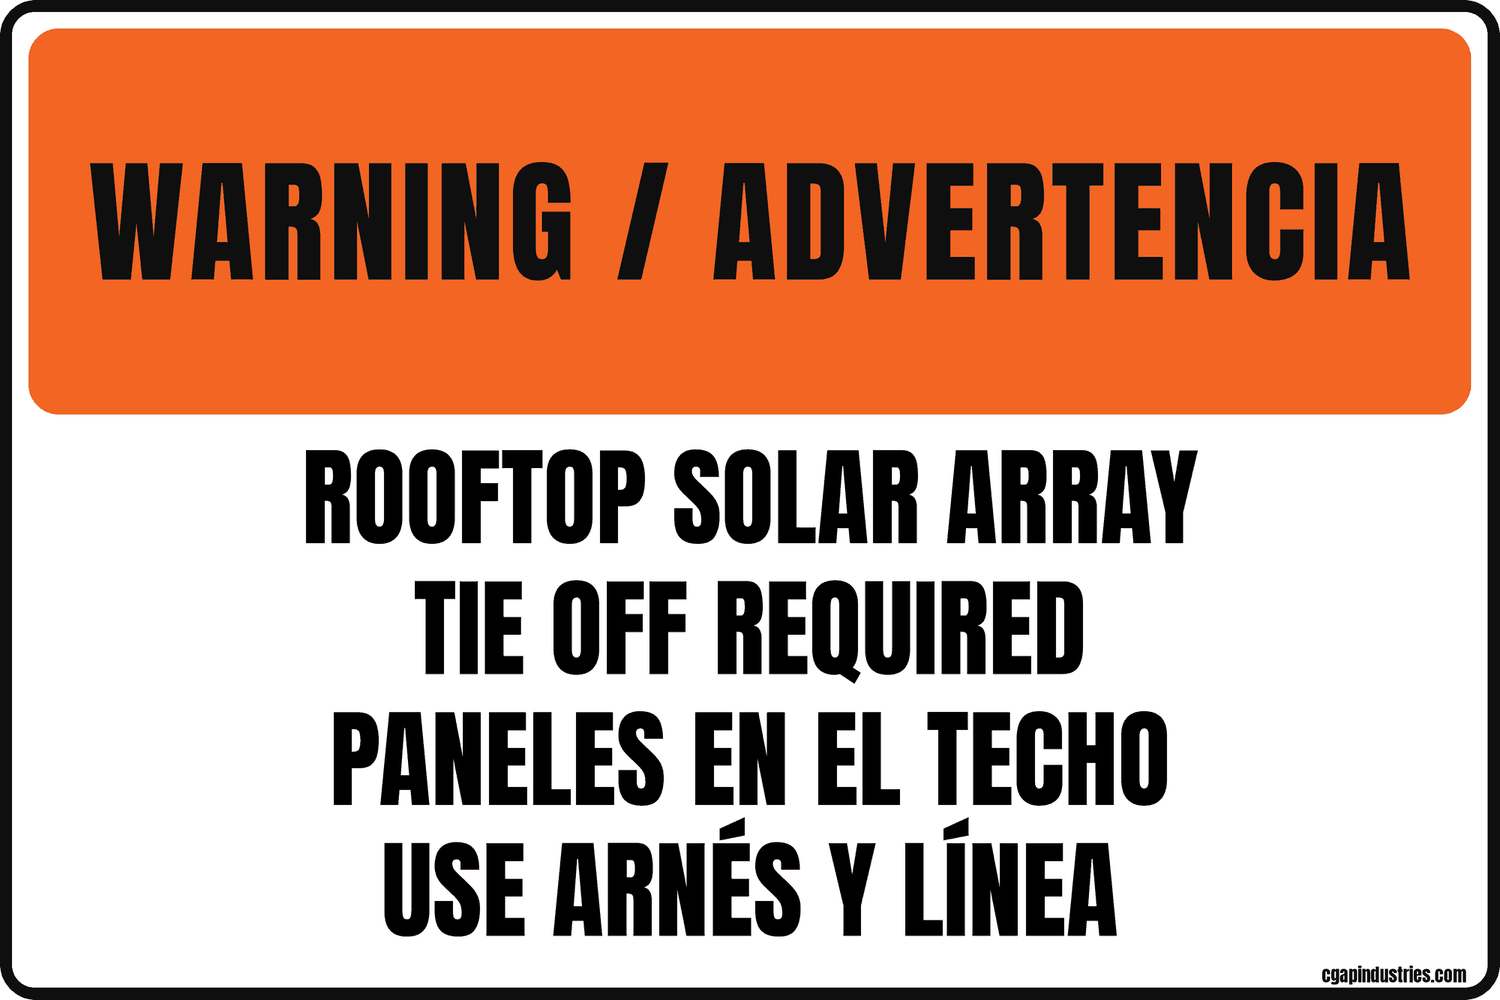 WARNING / ADVERTENCIA
ROOFTOP SOLAR ARRAY
TIE OFF REQUIRED
PANELES EN EL TECHO
USE ARNÉS Y LÍNEA
cgapindustries.com